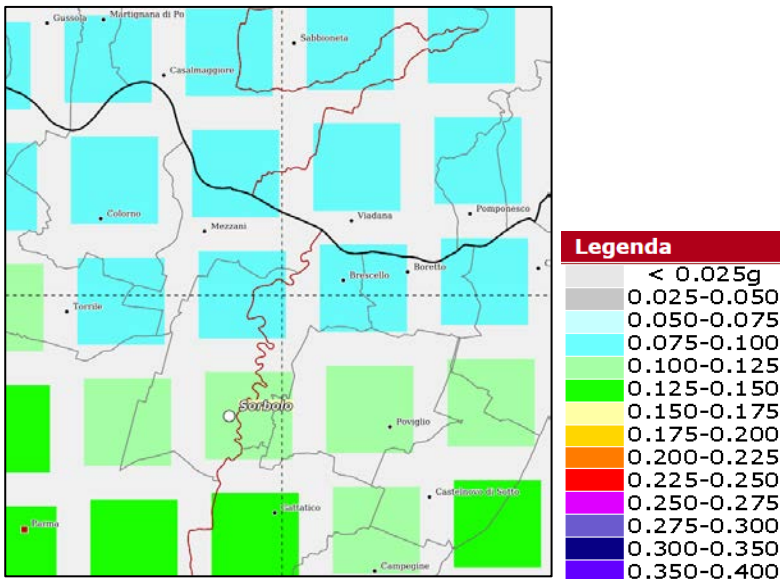 Gussola
Martignana di Po
Sabbioneta
Casalmaggiore
Colorno
Mezzani
Viadana
Pomponesco
Brescello
Boretto
Torrile
Sorbolo
Poviglio
Castelnovo di Sotto
Gattatico
Parma
Campegine
Legenda
< 0.025g
0.025-0.050
0.050-0.075
0.075-0.100
0.100-0.125
0.125-0.150
0.150-0.175
0.175-0.200
0.200-0.225
0.225-0.250
0.250-0.275
0.275-0.300
0.300-0.350
0.350-0.400